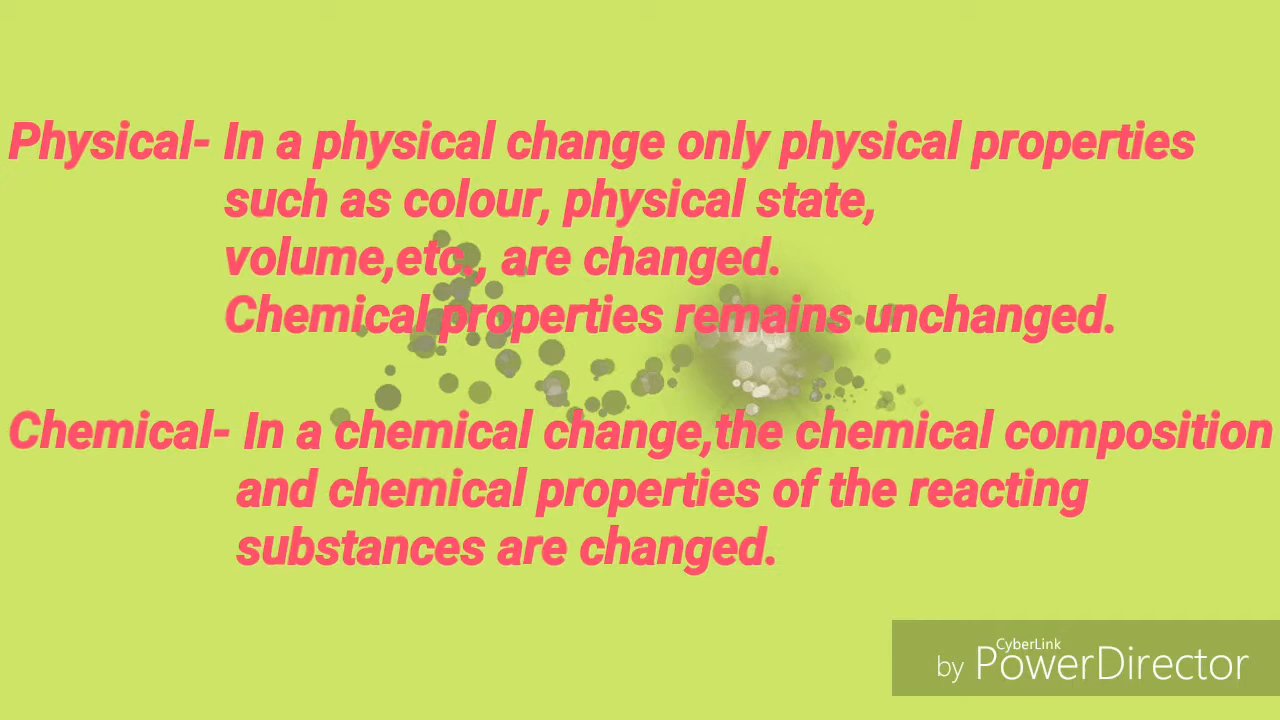 Physical- In a physical change only physical properties
such as colour, physical state,
volume,etc., are changed.
Chemical properties remains unchanged.
Chemical- In a chemical change,the chemical composition
and chemical properties of the reacting
substances are changed.
CyberLink
by PowerDirector